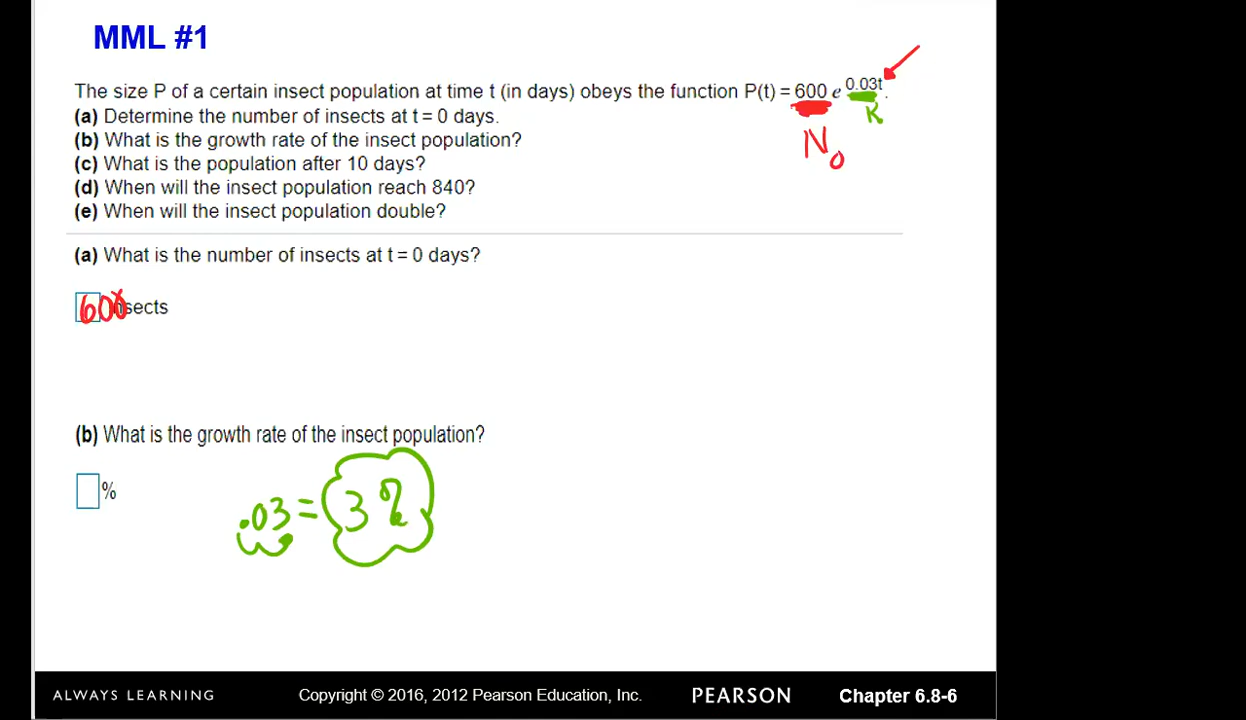 MML #1
The size P of a certain insect population at time t (in days) obeys the function P(t) = 600 e^0.03t.
K
N₀
(a) Determine the number of insects at t = 0 days.
(b) What is the growth rate of the insect population?
(c) What is the population after 10 days?
(d) When will the insect population reach 840?
(e) When will the insect population double?
(a) What is the number of insects at t = 0 days?
600 insects
(b) What is the growth rate of the insect population?
%
.03 = 3%
ALWAYS LEARNING
Copyright © 2016, 2012 Pearson Education, Inc.
PEARSON
Chapter 6.8-6